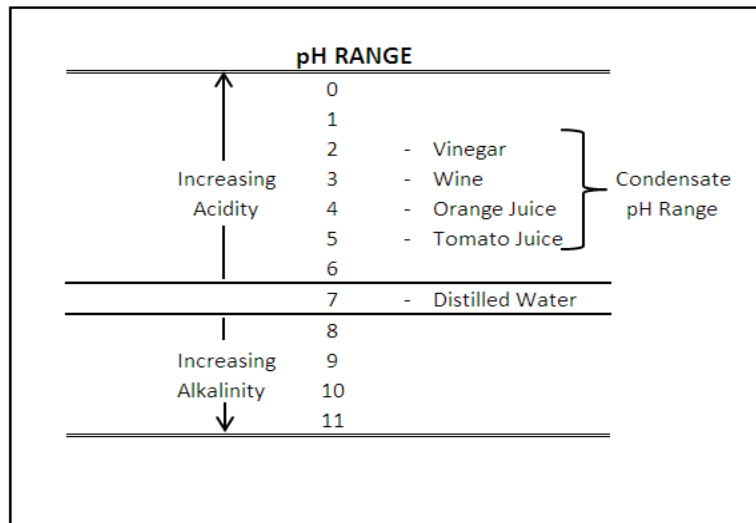 pH RANGE
0
1
2 - Vinegar
Increasing 3 - Wine Condensate
Acidity 4 - Orange Juice pH Range
5 - Tomato Juice
6
7 - Distilled Water
8
Increasing 9
Alkalinity 10
11